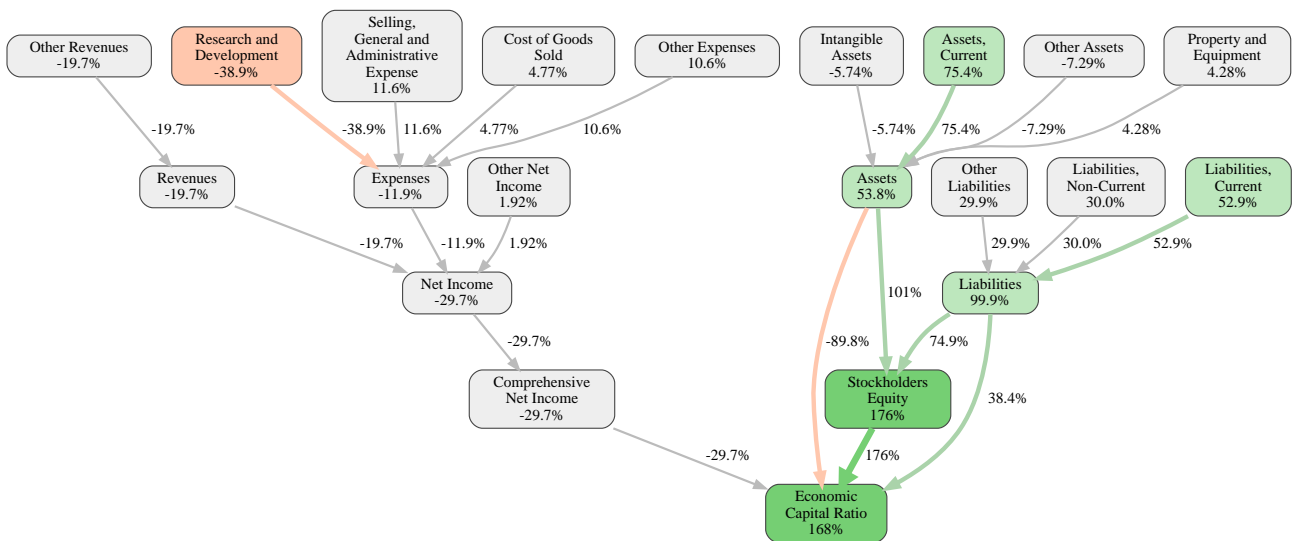 Other Revenues
-19.7%
Research and
Development
-38.9%
Selling,
General and
Administrative
Expense
11.6%
Cost of Goods
Sold
4.77%
Other Expenses
10.6%
Intangible
Assets
-5.74%
Assets,
Current
75.4%
Other Assets
-7.29%
Property and
Equipment
4.28%
-19.7%
-38.9%
11.6%
4.77%
10.6%
-5.74%
75.4%
-7.29%
4.28%
Revenues
-19.7%
Expenses
-11.9%
Other Net
Income
1.92%
Assets
53.8%
Other
Liabilities
29.9%
Liabilities,
Non-Current
30.0%
Liabilities,
Current
52.9%
-19.7%
-11.9%
1.92%
29.9%
30.0%
52.9%
Net Income
-29.7%
Liabilities
99.9%
101%
-29.7%
-89.8%
74.9%
Comprehensive
Net Income
-29.7%
Stockholders
Equity
176%
38.4%
-29.7%
176%
Economic
Capital Ratio
168%